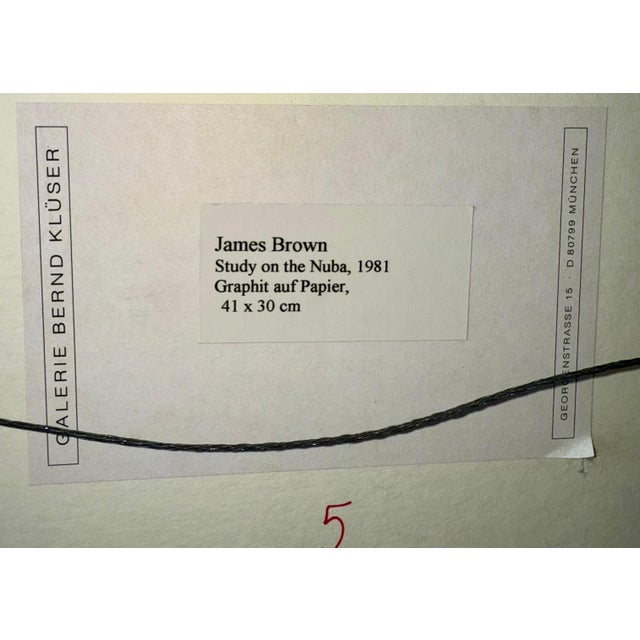 GALERIE BERND KLÜSER
James Brown
Study on the Nuba, 1981
Graphit auf Papier,
41 x 30 cm
GEORGENSTRASSE 15 · D 80799 MÜNCHEN
5